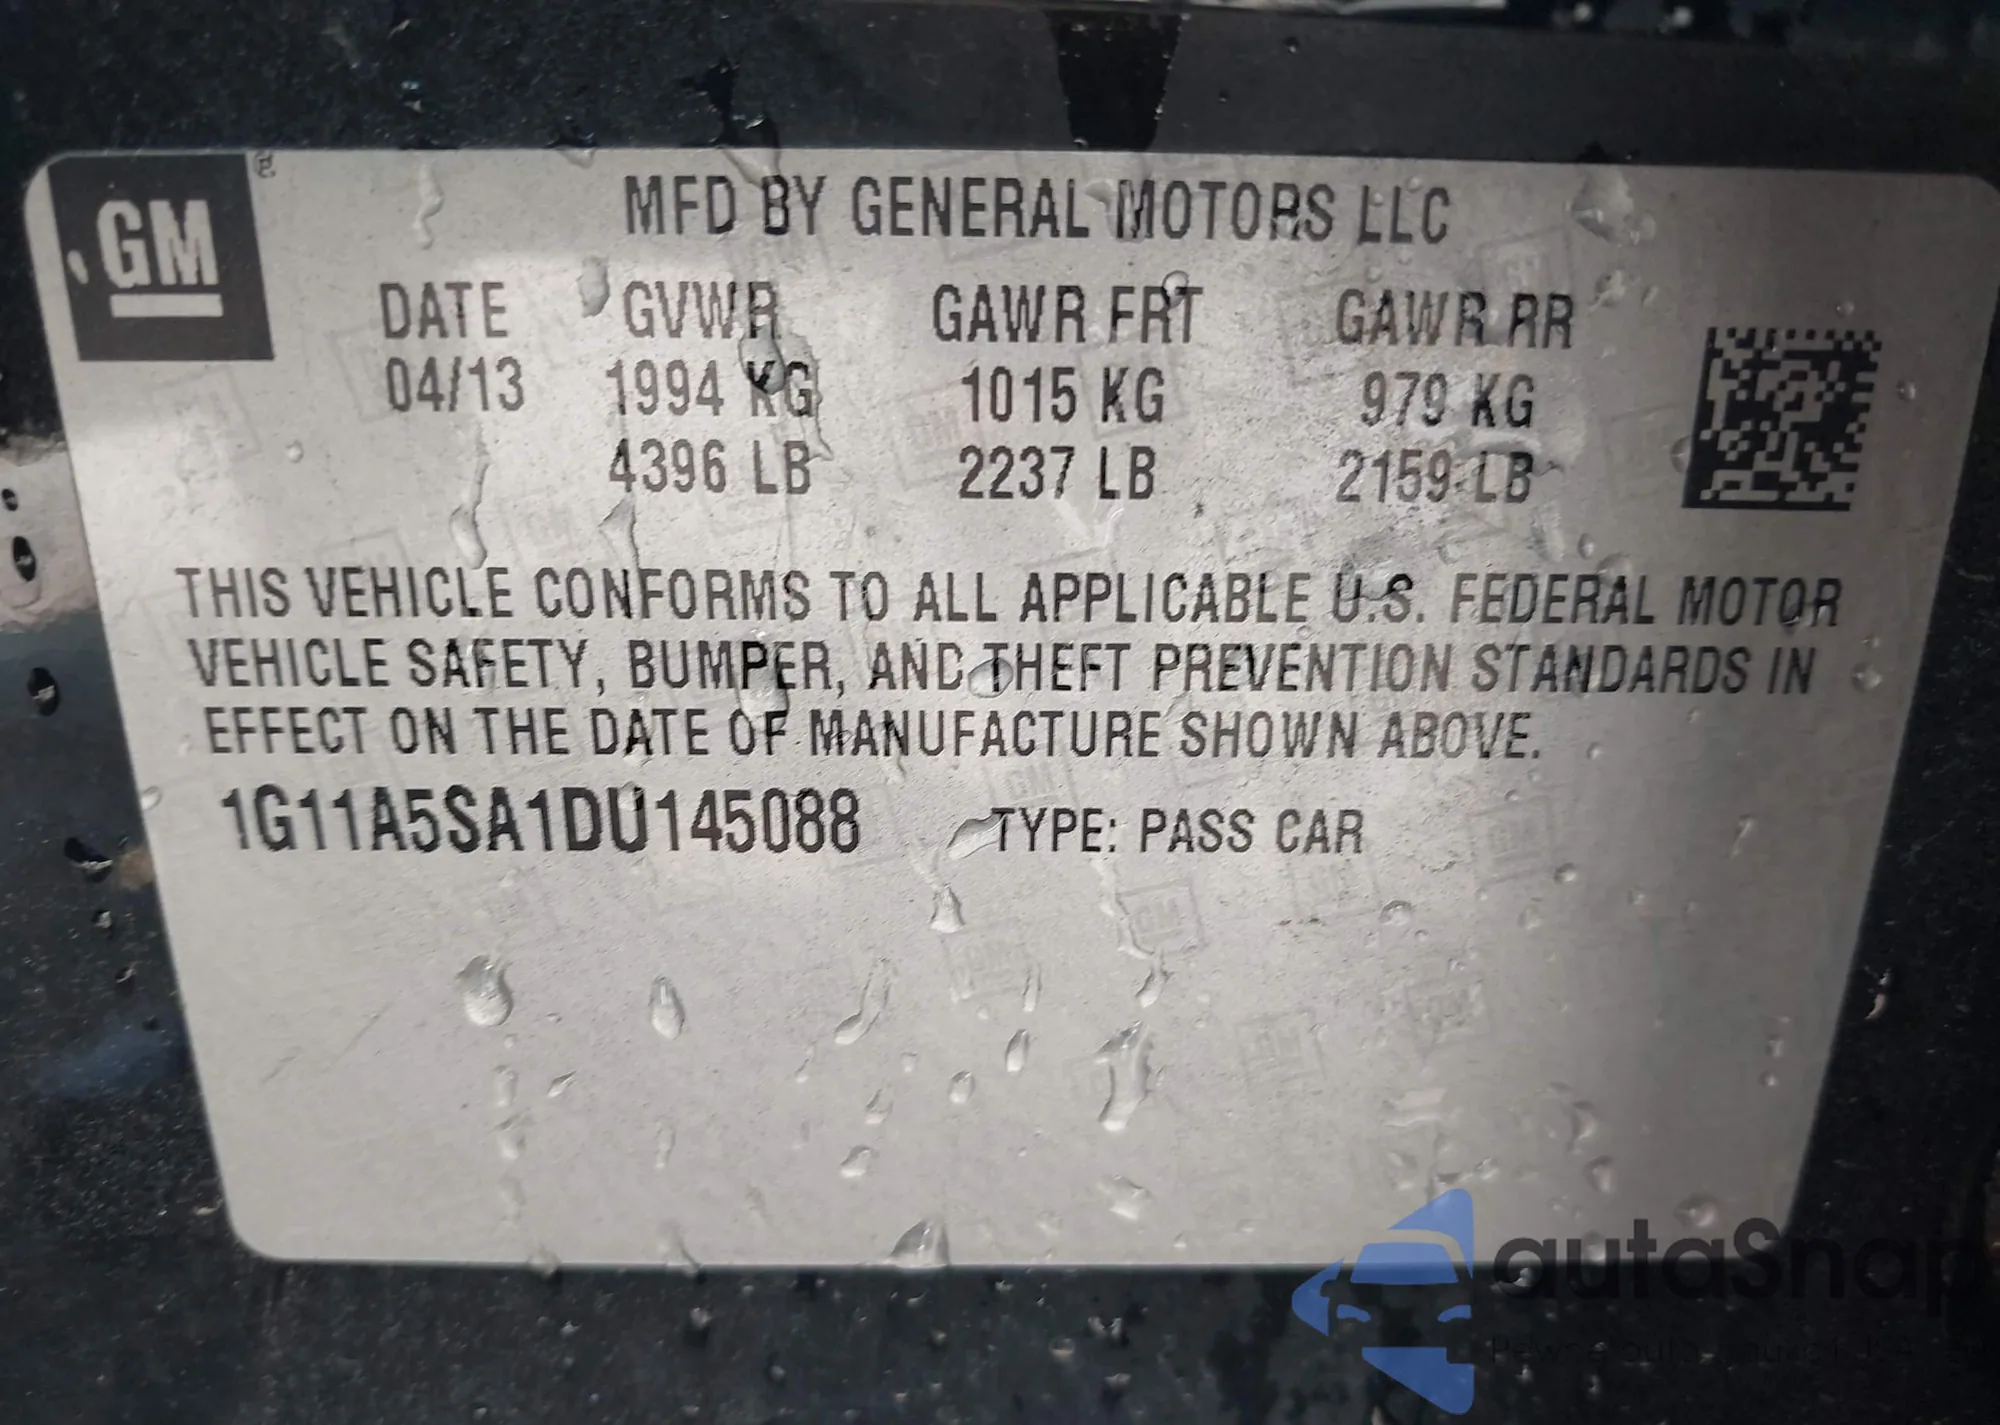 GM
MFD BY GENERAL MOTORS LLC
DATE GVWR GAWR FRT GAWR RR
04/13 1994 KG 1015 KG 979 KG
4396 LB 2237 LB 2159 LB
THIS VEHICLE CONFORMS TO ALL APPLICABLE U.S. FEDERAL MOTOR
VEHICLE SAFETY, BUMPER, AND THEFT PREVENTION STANDARDS IN
EFFECT ON THE DATE OF MANUFACTURE SHOWN ABOVE.
1G11A5SA1DU145088 TYPE: PASS CAR
autaSnap